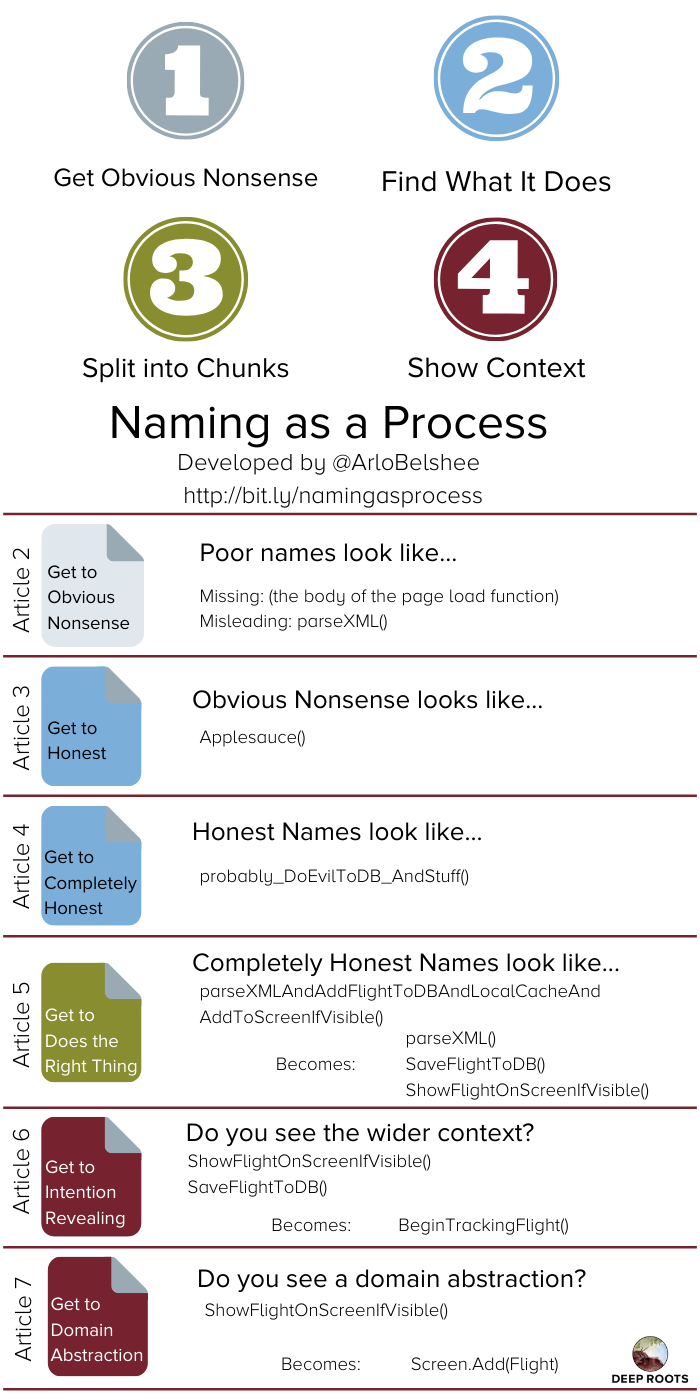 1
2
Get Obvious Nonsense
Find What It Does
3
4
Split into Chunks
Show Context
Naming as a Process
Developed by @ArloBelshee
http://bit.ly/namingasprocess
Article 2
Get to
Obvious
Nonsense
Poor names look like...
Missing: (the body of the page load function)
Misleading: parseXML()
Article 3
Get to
Honest
Obvious Nonsense looks like...
Applesauce()
Article 4
Get to
Completely
Honest
Honest Names look like...
probably_DoEvilToDB_AndStuff()
Article 5
Get to
Does the
Right Thing
Completely Honest Names look like...
parseXMLAndAddFlightToDBAndLocalCacheAnd
AddToScreenIfVisible()
Becomes:
parseXML()
SaveFlightToDB()
ShowFlightOnScreenIfVisible()
Article 6
Get to
Intention
Revealing
Do you see the wider context?
ShowFlightOnScreenIfVisible()
SaveFlightToDB()
Becomes: BeginTrackingFlight()
Article 7
Get to
Domain
Abstraction
Do you see a domain abstraction?
ShowFlightOnScreenIfVisible()
Becomes: Screen.Add(Flight)
DEEP ROOTS